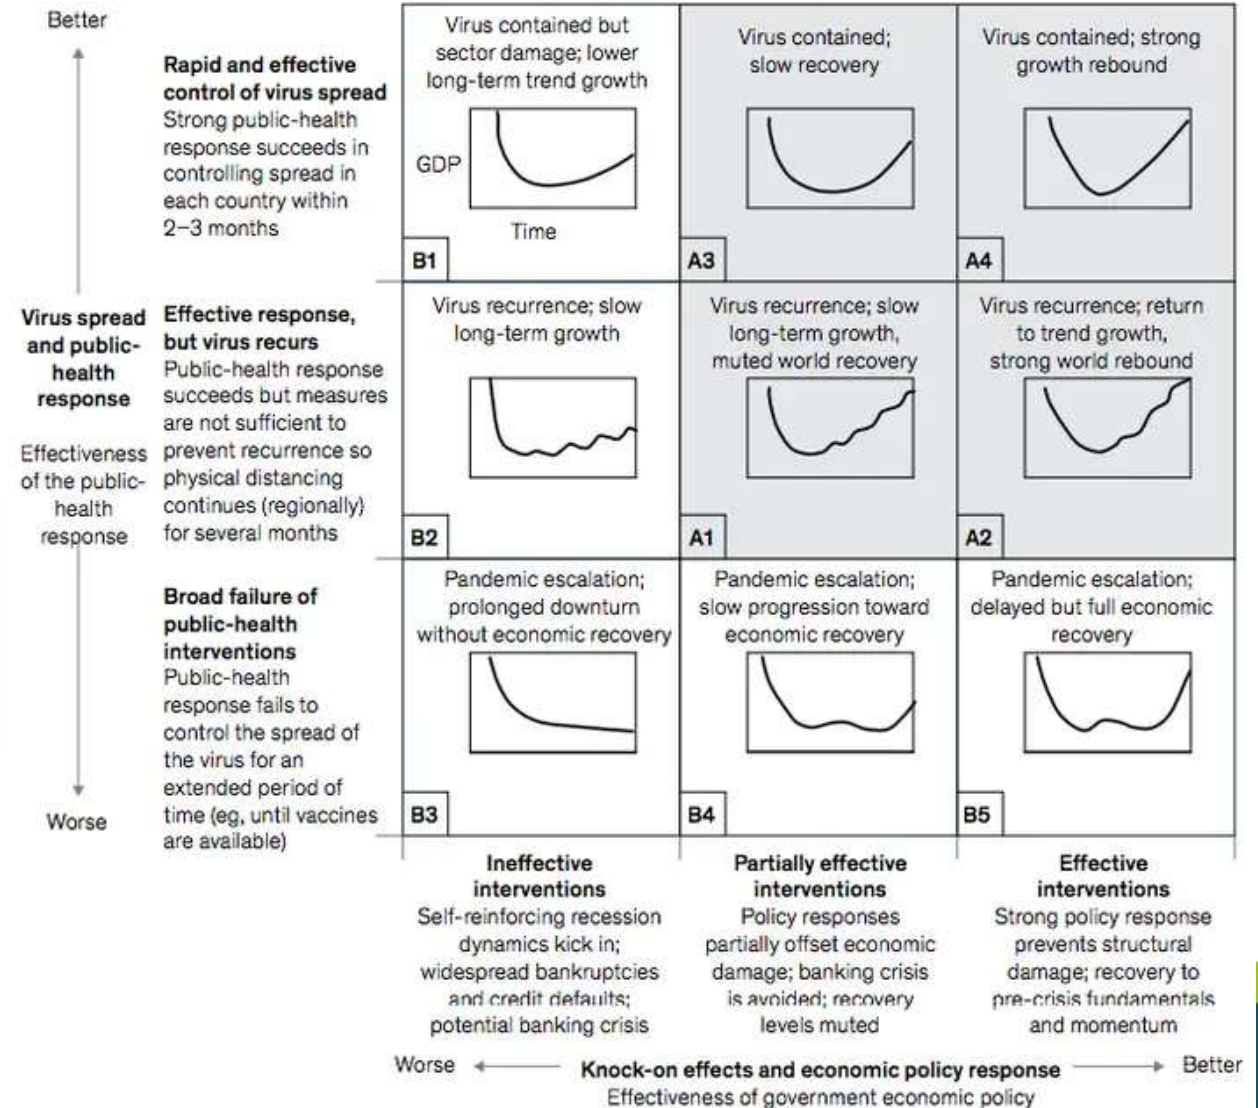 Better
Rapid and effective
control of virus spread
Strong public-health
response succeeds in
controlling spread in
each country within
2–3 months
Virus contained but
sector damage; lower
long-term trend growth
GDP
Time
B1
Virus contained;
slow recovery
A3
Virus contained; strong
growth rebound
A4
Virus spread
and public-
health
response
Effectiveness
of the public-
health
response
Effective response,
but virus recurs
Public-health response
succeeds but measures
are not sufficient to
prevent recurrence so
physical distancing
continues (regionally)
for several months
Virus recurrence; slow
long-term growth
B2
Virus recurrence; slow
long-term growth,
muted world recovery
A1
Virus recurrence; return
to trend growth,
strong world rebound
A2
Broad failure of
public-health
interventions
Public-health
response fails to
control the spread of
the virus for an
extended period of
time (eg, until vaccines
are available)
Worse
Pandemic escalation;
prolonged downturn
without economic recovery
B3
Pandemic escalation;
slow progression toward
economic recovery
B4
Pandemic escalation;
delayed but full economic
recovery
B5
Ineffective
interventions
Self-reinforcing recession
dynamics kick in;
widespread bankruptcies
and credit defaults;
potential banking crisis
Partially effective
interventions
Policy responses
partially offset economic
damage; banking crisis
is avoided; recovery
levels muted
Effective
interventions
Strong policy response
prevents structural
damage; recovery to
pre-crisis fundamentals
and momentum
Worse
Knock-on effects and economic policy response
Better
Effectiveness of government economic policy